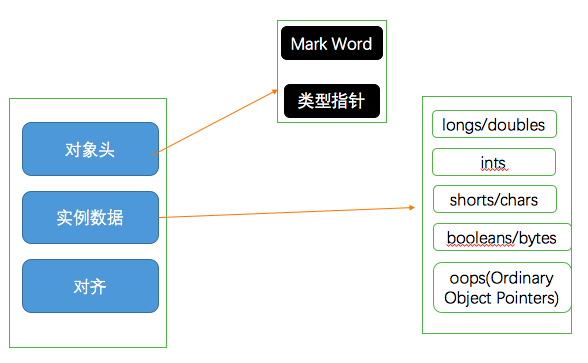 Mark Word
类型指针
对象头
实例数据
对齐
longs/doubles
ints
shorts/chars
booleans/bytes
oops(Ordinary
Object Pointers)